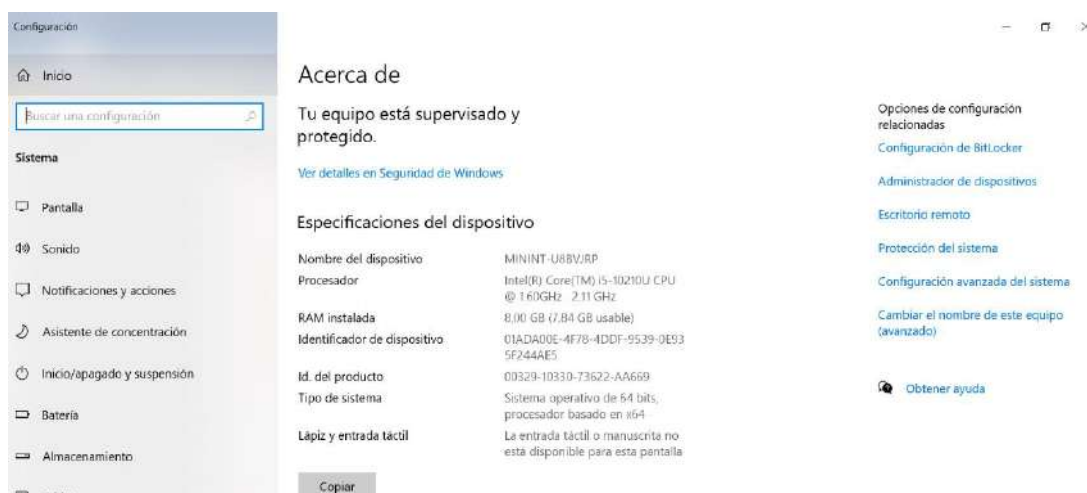 Configuración
Inicio
Buscar una configuración
Sistema
Pantalla
Sonido
Notificaciones y acciones
Asistente de concentración
Inicio/apagado y suspensión
Batería
Almacenamiento
Acerca de
Tu equipo está supervisado y
protegido.
Ver detalles en Seguridad de Windows
Especificaciones del dispositivo
Nombre del dispositivo MININT-U8BVJRP
Procesador Intel(R) Core(TM) i5-10210U CPU
@ 1.60GHz 2.11 GHz
RAM instalada 8,00 GB (7,84 GB usable)
Identificador de dispositivo 01ADA00E-4F78-4DDF-9539-0E93
5F244AE5
Id. del producto 00329-10330-73622-AA669
Tipo de sistema Sistema operativo de 64 bits,
procesador basado en x64
Lápiz y entrada táctil La entrada táctil o manuscrita no
está disponible para esta pantalla
Copiar
Opciones de configuración
relacionadas
Configuración de BitLocker
Administrador de dispositivos
Escritorio remoto
Protección del sistema
Configuración avanzada del sistema
Cambiar el nombre de este equipo
(avanzado)
Obtener ayuda